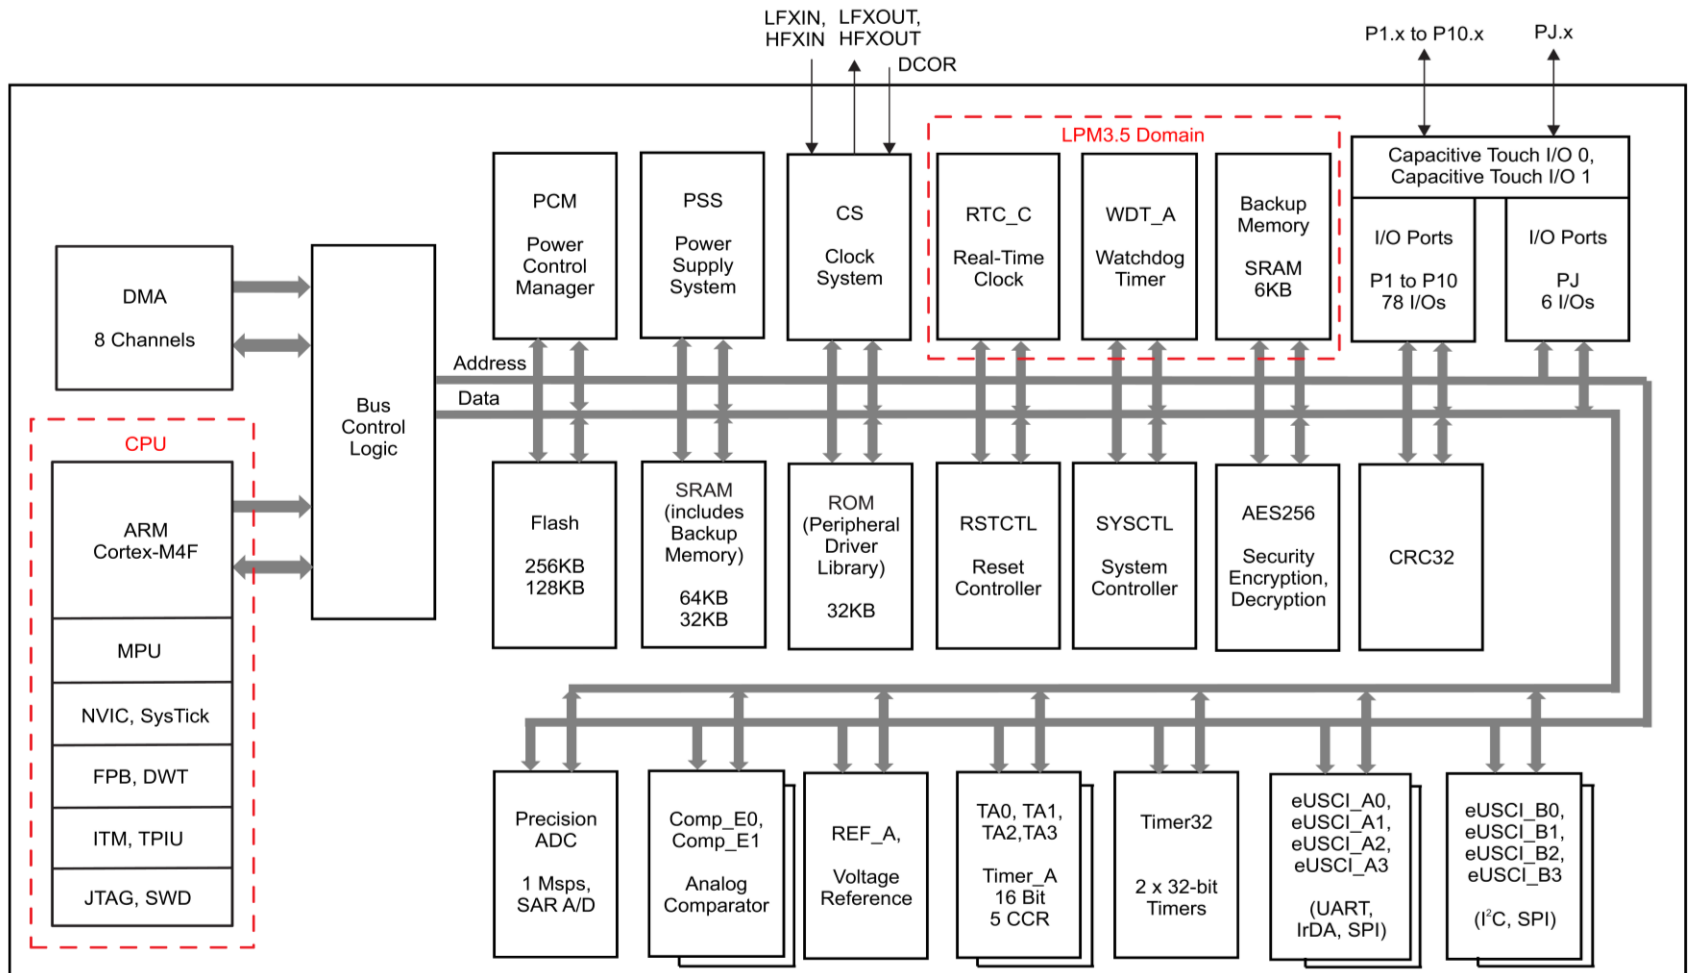 LFXIN,
HFXIN
LFXOUT,
HFXOUT
DCOR
P1.x to P10.x
PJ.x
LPM3.5 Domain
Capacitive Touch I/O 0,
Capacitive Touch I/O 1
PCM
Power
Control
Manager
PSS
Power
Supply
System
CS
Clock
System
RTC_C
Real-Time
Clock
WDT_A
Watchdog
Timer
Backup
Memory
SRAM
6KB
I/O Ports
P1 to P10
78 I/Os
I/O Ports
PJ
6 I/Os
DMA
8 Channels
Bus
Control
Logic
Address
Data
CPU
ARM
Cortex-M4F
MPU
NVIC, SysTick
FPB, DWT
ITM, TPIU
JTAG, SWD
Flash
256KB
128KB
SRAM
(includes
Backup
Memory)
64KB
32KB
ROM
(Peripheral
Driver
Library)
32KB
RSTCTL
Reset
Controller
SYSCTL
System
Controller
AES256
Security
Encryption,
Decryption
CRC32
Precision
ADC
1 Msps,
SAR A/D
Comp_E0,
Comp_E1
Analog
Comparator
REF_A,
Voltage
Reference
TA0, TA1,
TA2,TA3
Timer_A
16 Bit
5 CCR
Timer32
2 x 32-bit
Timers
eUSCI_A0,
eUSCI_A1,
eUSCI_A2,
eUSCI_A3
(UART,
IrDA, SPI)
eUSCI_B0,
eUSCI_B1,
eUSCI_B2,
eUSCI_B3
(I²C, SPI)